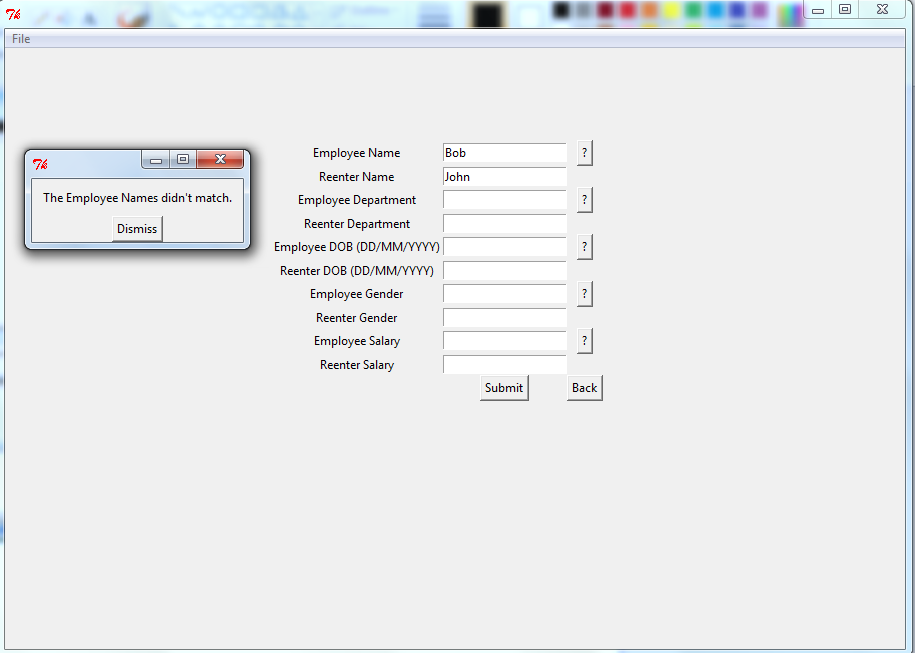 File
The Employee Names didn't match.
Dismiss
Employee Name Bob ?
Reenter Name John
Employee Department ?
Reenter Department
Employee DOB (DD/MM/YYYY) ?
Reenter DOB (DD/MM/YYYY)
Employee Gender ?
Reenter Gender
Employee Salary ?
Reenter Salary
Submit Back